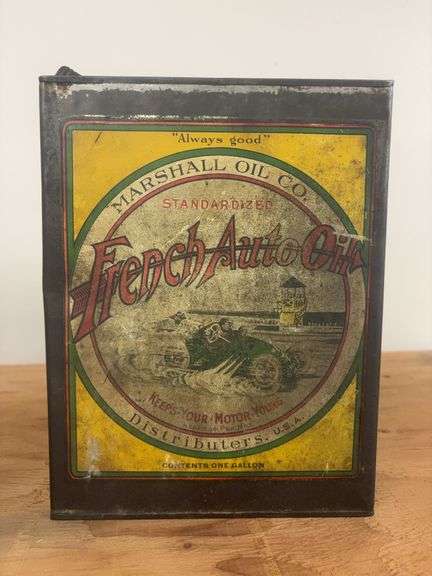 "Always good"
MARSHALL OIL CO.
STANDARDIZED
French Auto Oil
KEEPS YOUR MOTOR YOUNG
Distributers. U.S.A.
CONTENTS ONE GALLON